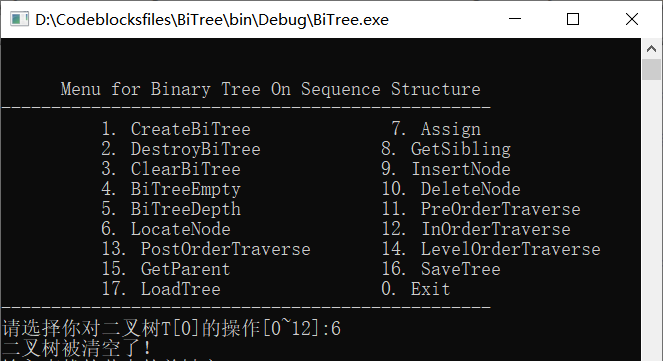 D:\Codeblocksfiles\BiTree\bin\Debug\BiTree.exe
Menu for Binary Tree On Sequence Structure
-------------------------------------------------
1. CreateBiTree 7. Assign
2. DestroyBiTree 8. GetSibling
3. ClearBiTree 9. InsertNode
4. BiTreeEmpty 10. DeleteNode
5. BiTreeDepth 11. PreOrderTraverse
6. LocateNode 12. InOrderTraverse
13. PostOrderTraverse 14. LevelOrderTraverse
15. GetParent 16. SaveTree
17. LoadTree 0. Exit
-------------------------------------------------
请选择你对二叉树T[0]的操作[0~12]:6
二叉树被清空了!